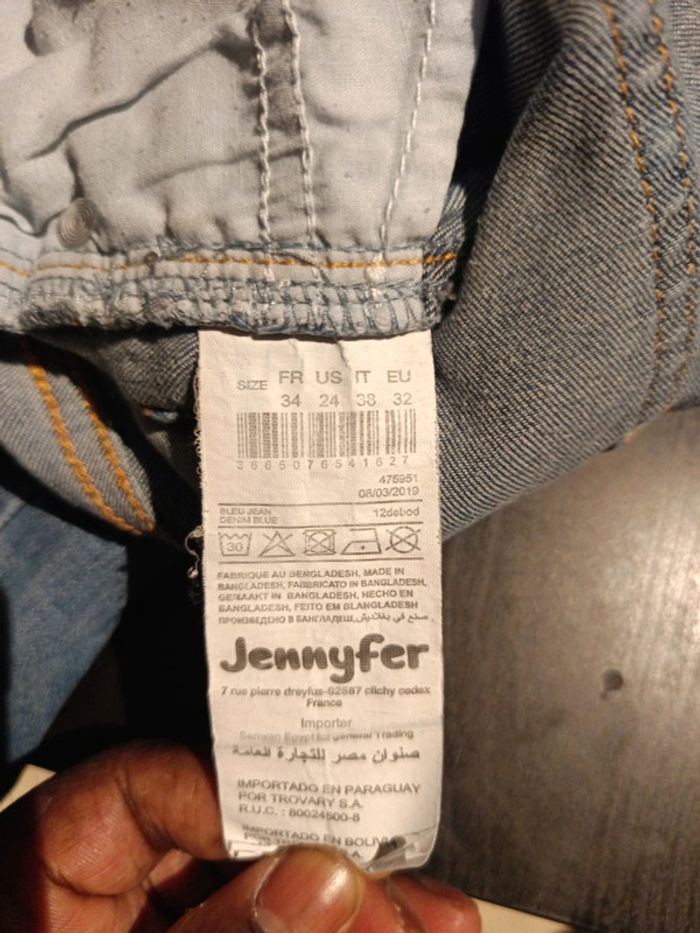 SIZE FR US IT EU
34 24 38 32
3665076541627
475951
08/03/2019
BLEU JEAN
DENIM BLUE
12debod
30
FABRIQUE AU BERGLADESH, MADE IN
BANGLADESH, FABBRICATO IN BANGLADESH,
GEMAAKT IN BANGLADESH, HECHO EN
BANGLADESH, FEITO EM BLANGLADESH
ПРОИЗВЕДЕНО В БАНГЛАДЕШ, صنع في بغلاديش
Jennyfer
7 rue pierre dreyfus-92587 clichy cedex
France
Importer
Senwan Egypt for general Trading
صنوان مصر للتجارة العامة
IMPORTADO EN PARAGUAY
POR TROVARY S.A.
R.U.C. : 80024500-8
IMPORTADO EN BOLIVIA